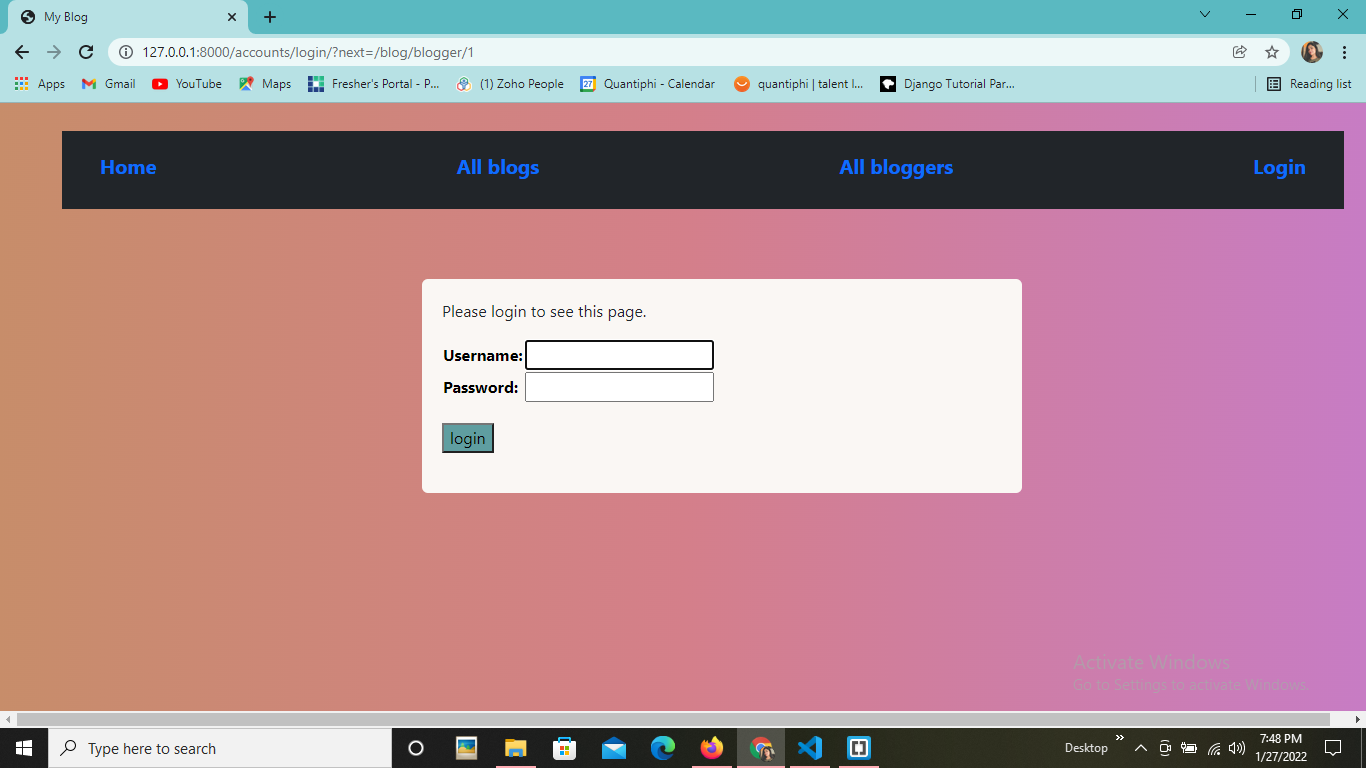 My Blog
127.0.0.1:8000/accounts/login/?next=/blog/blogger/1
Apps Gmail YouTube Maps Fresher's Portal - P... (1) Zoho People 27 Quantiphi - Calendar quantiphi | talent l... Django Tutorial Par... Reading list
Home All blogs All bloggers Login
Please login to see this page.
Username:
Password:
login
Activate Windows
Go to Settings to activate Windows.
Type here to search
Desktop
7:48 PM
1/27/2022